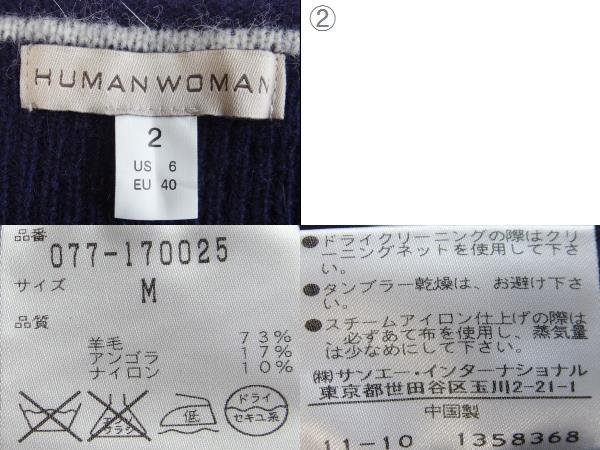 HUMANWOMAN
2
US 6
EU 40
②
品番
077-170025
サイズ
M
品質
羊毛 73%
アンゴラ 17%
ナイロン 10%
低
ドライ
セキユ系
●ドライクリーニングの際はクリ
ーニングネットを使用して下さ
い。
●タンブラー乾燥は、お避け下さ
い。
●スチームアイロン仕上げの際は
必ずあて布を使用し、蒸気量
は少なめにして下さい。
㈱サンエー・インターナショナル
東京都世田谷区玉川2-21-1
中国製
11-10 1358368